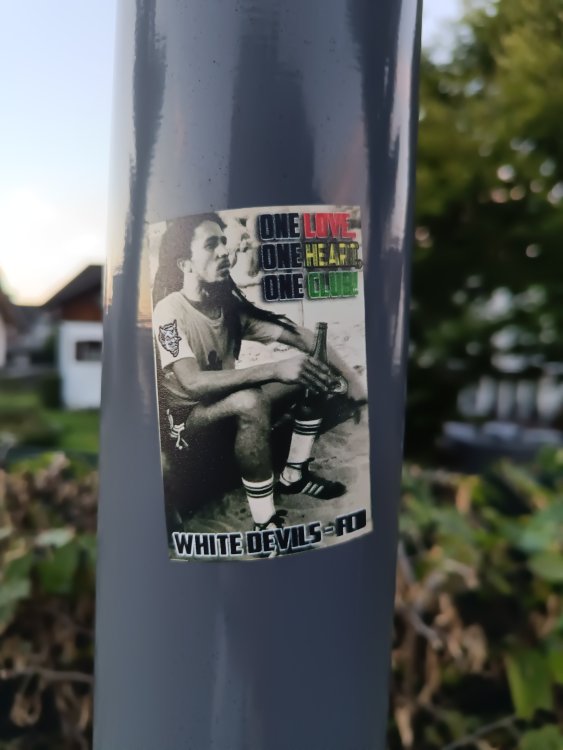 ONE LOVE.
ONE HEART.
ONE CLUB!
WHITE DEVILS - FD